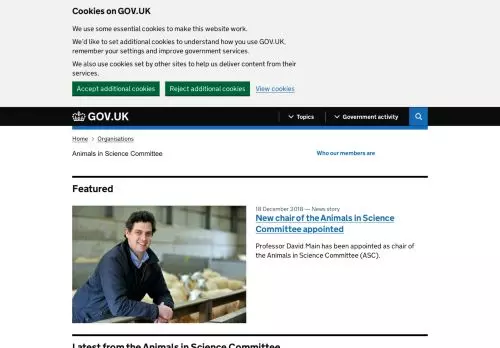 Cookies on GOV.UK
We use some essential cookies to make this website work.
We'd like to set additional cookies to understand how you use GOV.UK,
remember your settings and improve government services.
We also use cookies set by other sites to help us deliver content from their
services.
Accept additional cookies Reject additional cookies View cookies
GOV.UK Topics Government activity
Home Organisations
Animals in Science Committee Who our members are
Featured
18 December 2018 — News story
New chair of the Animals in Science
Committee appointed
Professor David Main has been appointed as chair of
the Animals in Science Committee (ASC).
Latest from the Animals in Science Committee